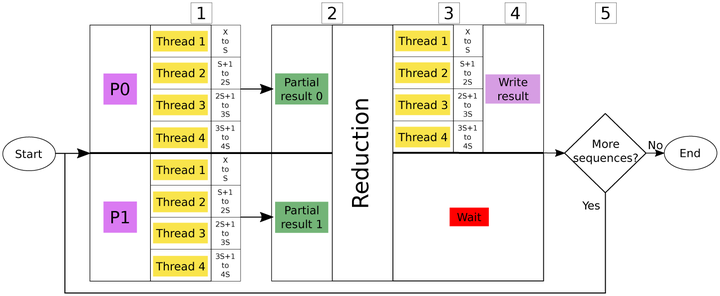 1
2
3
4
5
Start
P0
Thread 1
X
to
S
Thread 2
S+1
to
2S
Thread 3
2S+1
to
3S
Thread 4
3S+1
to
4S
P1
Thread 1
X
to
S
Thread 2
S+1
to
2S
Thread 3
2S+1
to
3S
Thread 4
3S+1
to
4S
Partial
result 0
Partial
result 1
Reduction
Thread 1
X
to
S
Thread 2
S+1
to
2S
Thread 3
2S+1
to
3S
Thread 4
3S+1
to
4S
Write
result
Wait
More
sequences?
No
Yes
End